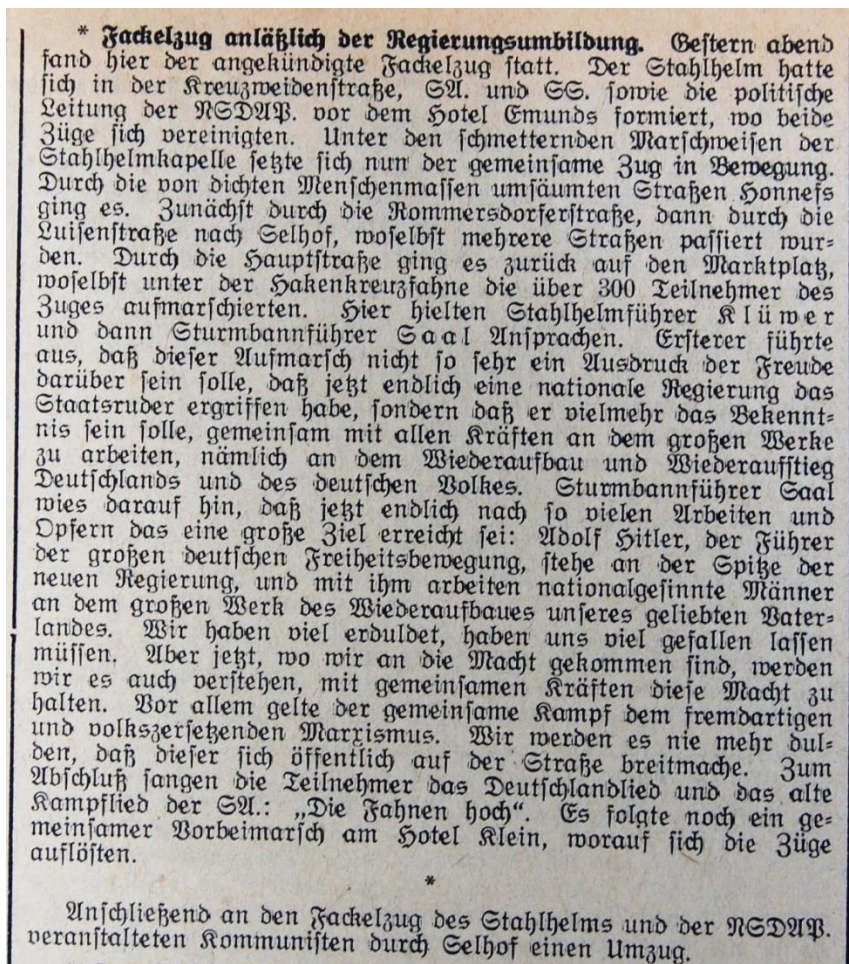 * Fackelzug anläßlich der Regierungsumbildung. Gestern abend
fand hier der angekündigte Fackelzug statt. Der Stahlhelm hatte
sich in der Kreuzweidenstraße, SA. und SS. sowie die politische
Leitung der NSDAP. vor dem Hotel Emunds formiert, wo beide
Züge sich vereinigten. Unter den schmetternden Marschweisen der
Stahlhelmkapelle setzte sich nun der gemeinsame Zug in Bewegung.
Durch die von dichten Menschenmassen umsäumten Straßen Honnefs
ging es. Zunächst durch die Rommersdorferstraße, dann durch die
Luisenstraße nach Selhof, woselbst mehrere Straßen passiert wur-
den. Durch die Hauptstraße ging es zurück auf den Marktplatz,
woselbst unter der Hakenkreuzfahne die über 300 Teilnehmer des
Zuges aufmarschierten. Hier hielten Stahlhelmführer Klüwer
und dann Sturmbannführer Saal Ansprachen. Ersterer führte
aus, daß dieser Aufmarsch nicht so sehr ein Ausdruck der Freude
darüber sein solle, daß jetzt endlich eine nationale Regierung das
Staatsruder ergriffen habe, sondern daß er vielmehr das Bekennt-
nis sein solle, gemeinsam mit allen Kräften an dem großen Werke
zu arbeiten, nämlich an dem Wiederaufbau und Wiederaufstieg
Deutschlands und des deutschen Volkes. Sturmbannführer Saal
wies darauf hin, daß jetzt endlich nach so vielen Arbeiten und
Opfern das eine große Ziel erreicht sei: Adolf Hitler, der Führer
der großen deutschen Freiheitsbewegung, stehe an der Spitze der
neuen Regierung, und mit ihm arbeiten nationalgesinnte Männer
an dem großen Werk des Wiederaufbaues unseres geliebten Vater-
landes. Wir haben viel erduldet, haben uns viel gefallen lassen
müssen. Aber jetzt, wo wir an die Macht gekommen sind, werden
wir es auch verstehen, mit gemeinsamen Kräften diese Macht zu
halten. Vor allem gelte der gemeinsame Kampf dem fremdartigen
und volkszersetzenden Marxismus. Wir werden es nie mehr dul-
den, daß dieser sich öffentlich auf der Straße breitmache. Zum
Abschluß sangen die Teilnehmer das Deutschlandlied und das alte
Kampflied der SA.: „Die Fahnen hoch“. Es folgte noch ein ge-
meinsamer Vorbeimarsch am Hotel Klein, worauf sich die Züge
auflösten.
*
Anschließend an den Fackelzug des Stahlhelms und der NSDAP.
veranstalteten Kommunisten durch Selhof einen Umzug.